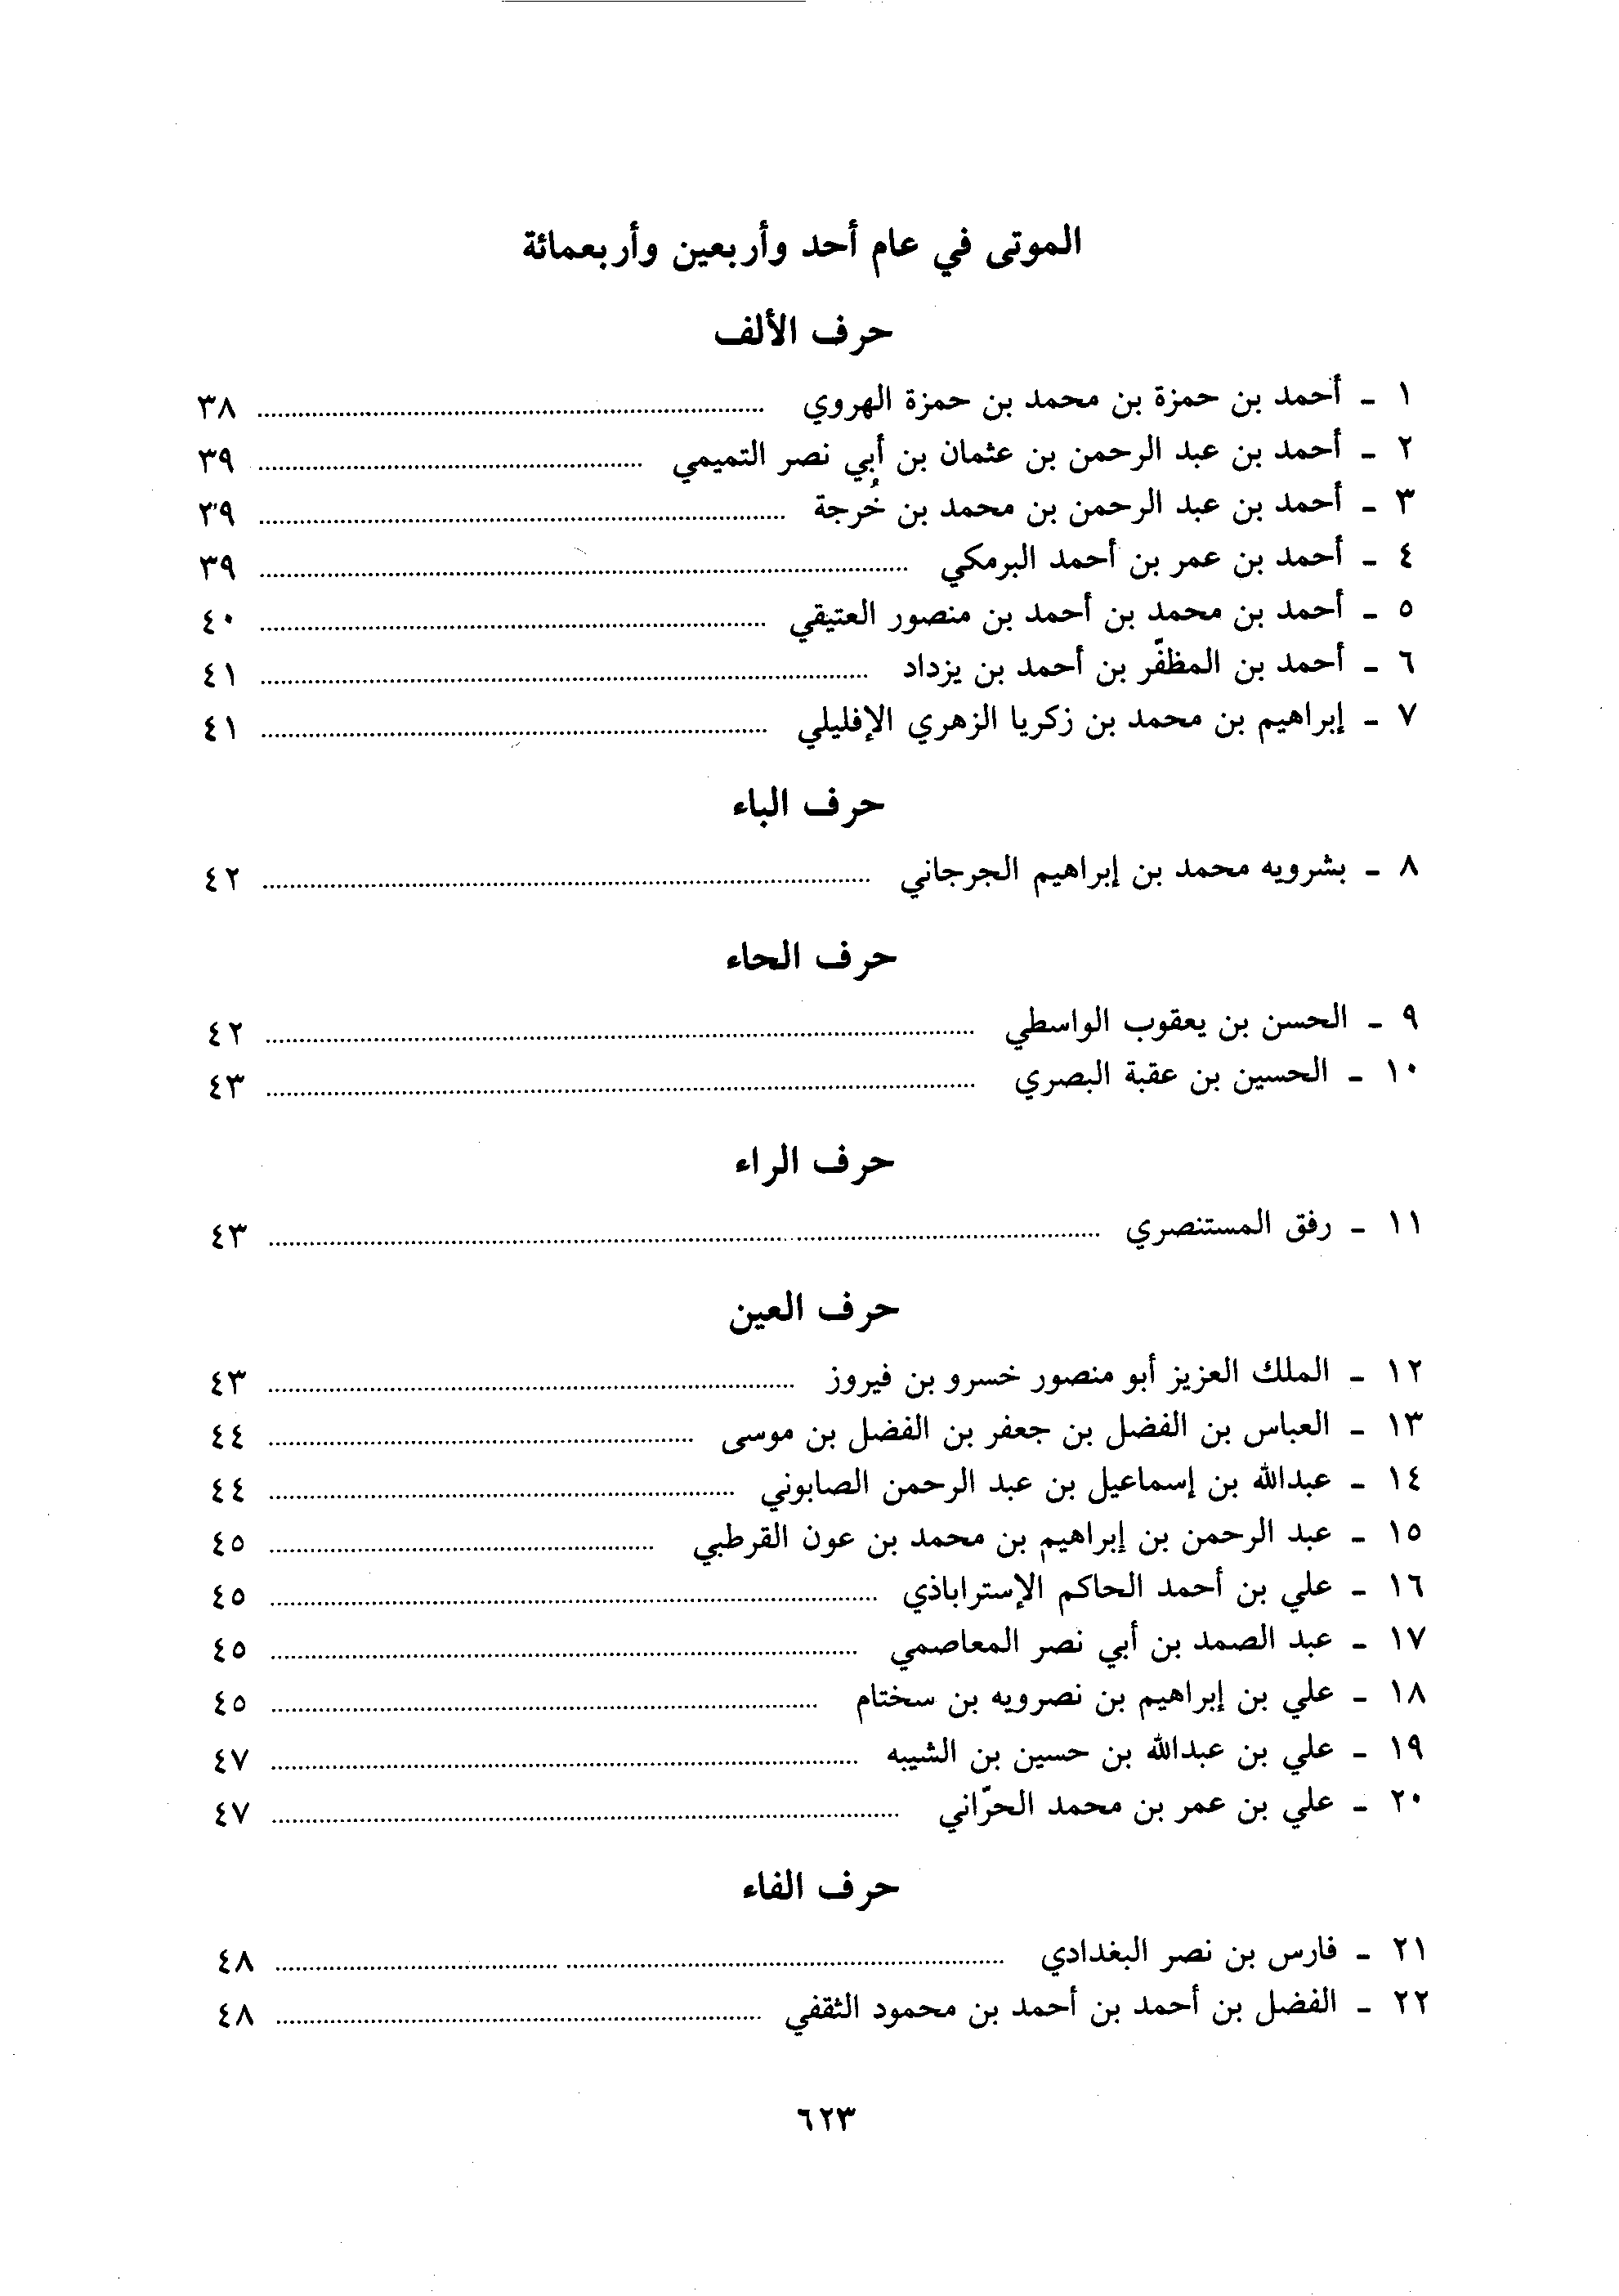 الموتى في عام أحد وأربعين وأربعمائة
حرف الألف
١ - أحمد بن حمزة بن محمد بن حمزة الهروي ........ ٣٨
٢ - أحمد بن عبد الرحمن بن عثمان بن أبي نصر التميمي ........ ٣٩
٣ - أحمد بن عبد الرحمن بن محمد بن خُرجة ........ ٣٩
٤ - أحمد بن عمر بن أحمد البرمكي ........ ٣٩
٥ - أحمد بن محمد بن أحمد بن منصور العتيقي ........ ٤٠
٦ - أحمد بن المظفّر بن أحمد بن يزداد ........ ٤١
٧ - إبراهيم بن محمد بن زكريا الزهري الإفليلي ........ ٤١
حرف الباء
٨ - بشرويه محمد بن إبراهيم الجرجاني ........ ٤٢
حرف الحاء
٩ - الحسن بن يعقوب الواسطي ........ ٤٢
١٠ - الحسين بن عقبة البصري ........ ٤٣
حرف الراء
١١ - رفق المستنصري ........ ٤٣
حرف العين
١٢ - الملك العزيز أبو منصور خسرو بن فيروز ........ ٤٣
١٣ - العباس بن الفضل بن جعفر بن الفضل بن موسى ........ ٤٤
١٤ - عبدالله بن إسماعيل بن عبد الرحمن الصابوني ........ ٤٤
١٥ - عبد الرحمن بن إبراهيم بن محمد بن عون القرطبي ........ ٤٥
١٦ - علي بن أحمد الحاكم الإستراباذي ........ ٤٥
١٧ - عبد الصمد بن أبي نصر المعاصمي ........ ٤٥
١٨ - علي بن إبراهيم بن نصرويه بن سختام ........ ٤٥
١٩ - علي بن عبدالله بن حسين بن الشيبه ........ ٤٧
٢٠ - علي بن عمر بن محمد الحرّاني ........ ٤٧
حرف الفاء
٢١ - فارس بن نصر البغدادي ........ ٤٨
٢٢ - الفضل بن أحمد بن أحمد بن محمود الثقفي ........ ٤٨
٦٢٣